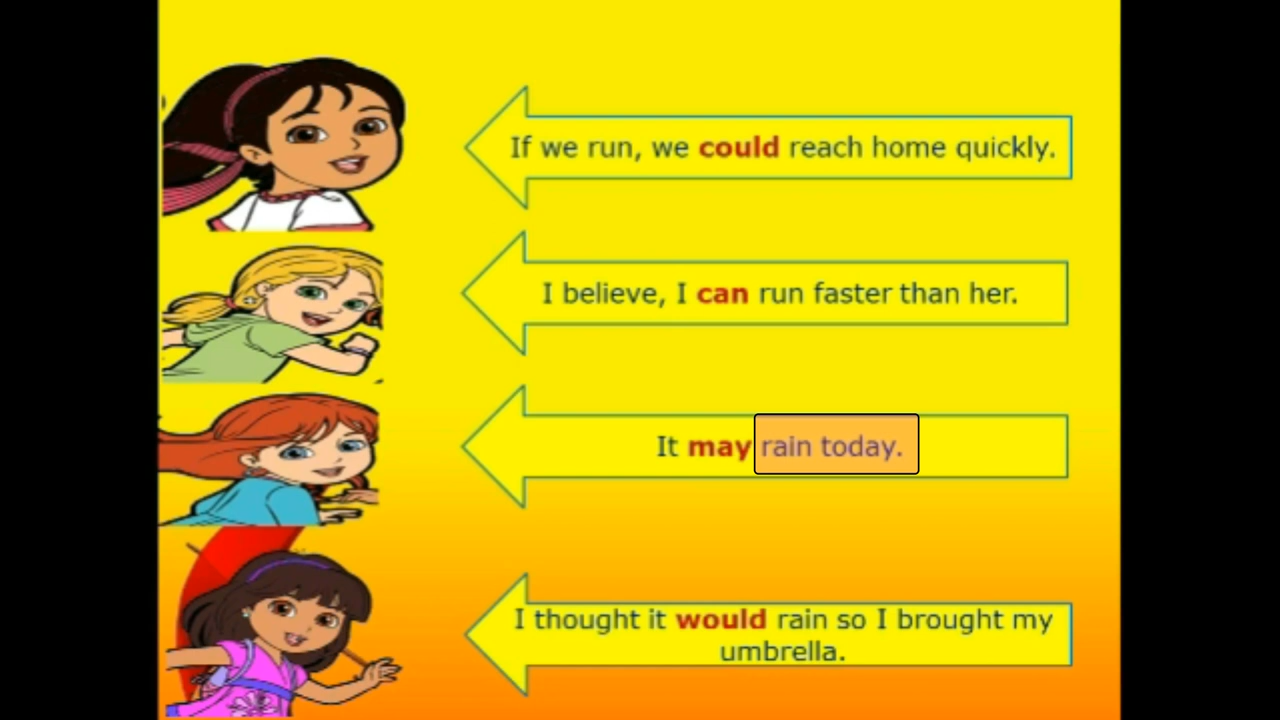 If we run, we could reach home quickly.
I believe, I can run faster than her.
It may rain today.
I thought it would rain so I brought my
umbrella.